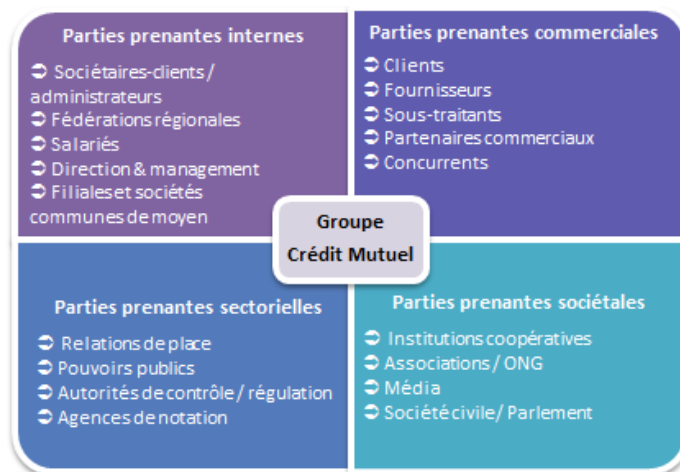 Parties prenantes internes
➲ Sociétaires-clients /
administrateurs
➲ Fédérations régionales
➲ Salariés
➲ Direction & management
➲ Filiales et sociétés
communes de moyen
Parties prenantes commerciales
➲ Clients
➲ Fournisseurs
➲ Sous-traitants
➲ Partenaires commerciaux
➲ Concurrents
Groupe
Crédit Mutuel
Parties prenantes sectorielles
➲ Relations de place
➲ Pouvoirs publics
➲ Autorités de contrôle / régulation
➲ Agences de notation
Parties prenantes sociétales
➲ Institutions coopératives
➲ Associations / ONG
➲ Média
➲ Société civile / Parlement